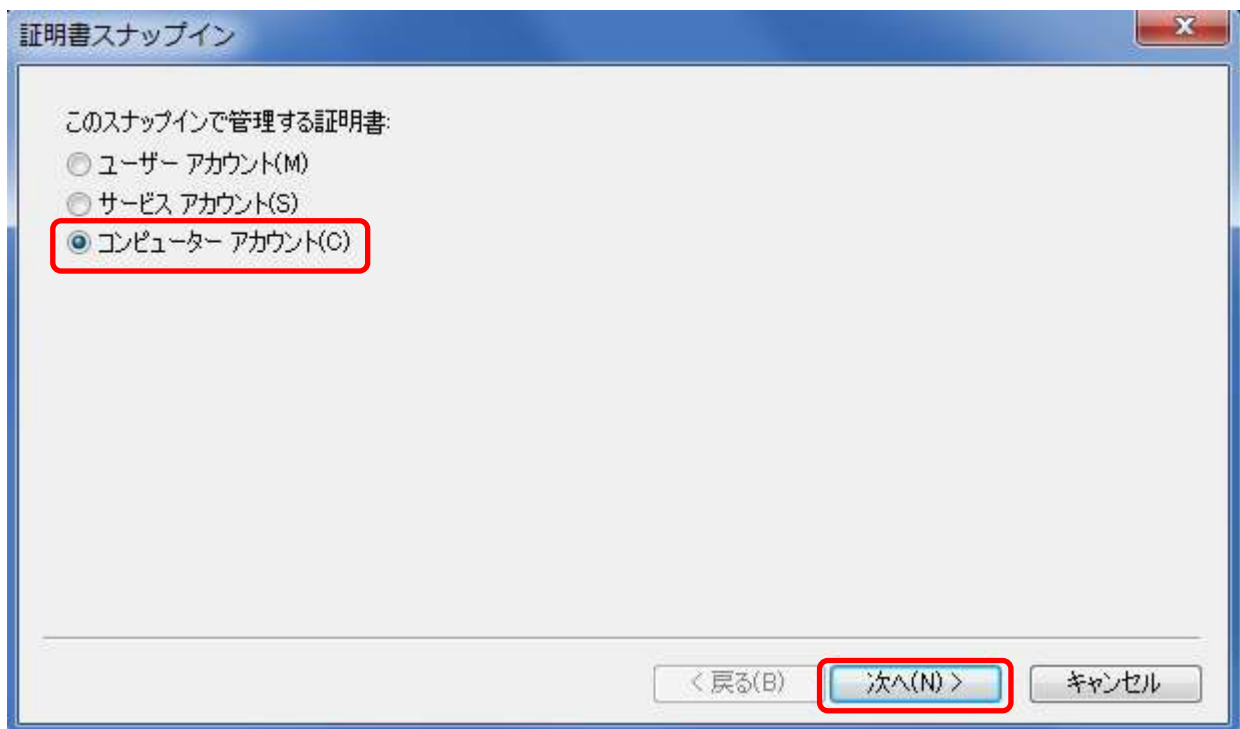 証明書スナップイン
このスナップインで管理する証明書:
ユーザー アカウント(M)
サービス アカウント(S)
コンピューター アカウント(C)
< 戻る(B) 次へ(N) > キャンセル